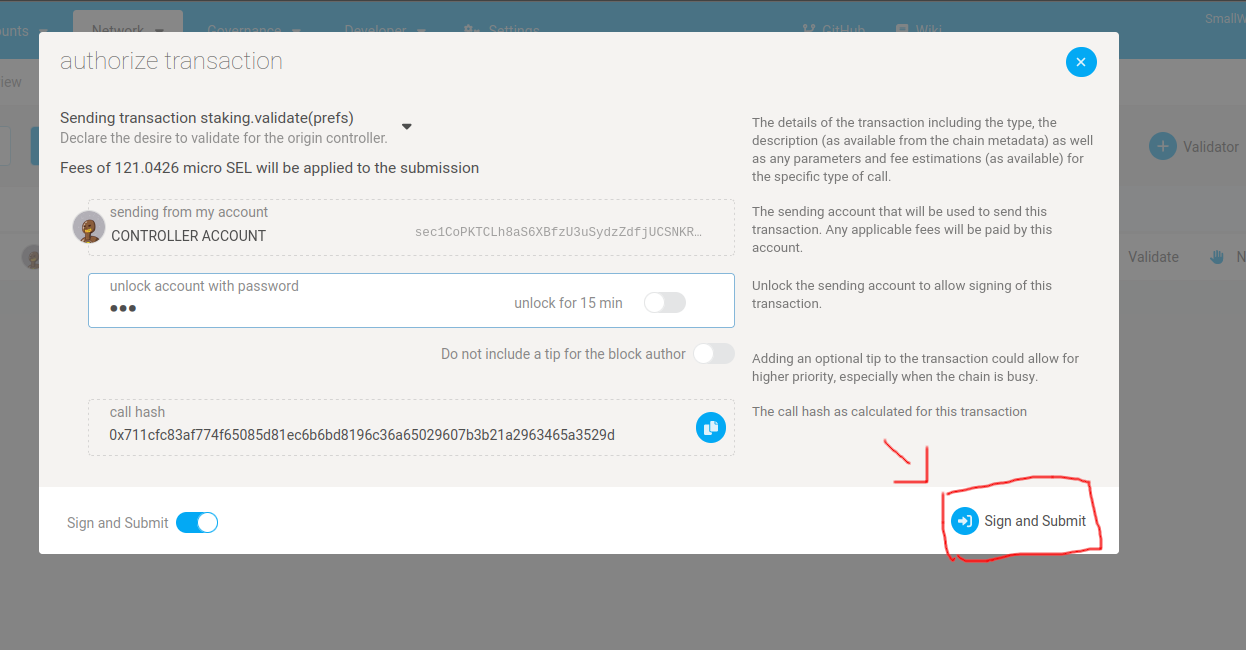 ounts
Network
Governance
Developer
Settings
GitHub
Wiki
SmallW
iew
authorize transaction
Sending transaction staking.validate(prefs)
Declare the desire to validate for the origin controller.
Fees of 121.0426 micro SEL will be applied to the submission
The details of the transaction including the type, the
description (as available from the chain metadata) as well
as any parameters and fee estimations (as available) for
the specific type of call.
Validator
sending from my account
CONTROLLER ACCOUNT
sec1CoPKTCLh8aS6XBfzU3uSydzZdfjUCSNKR…
The sending account that will be used to send this
transaction. Any applicable fees will be paid by this
account.
Validate
N
unlock account with password
unlock for 15 min
Unlock the sending account to allow signing of this
transaction.
Do not include a tip for the block author
Adding an optional tip to the transaction could allow for
higher priority, especially when the chain is busy.
call hash
0x711cfc83af774f65085d81ec6b6bd8196c36a65029607b3b21a2963465a3529d
The call hash as calculated for this transaction
Sign and Submit
Sign and Submit